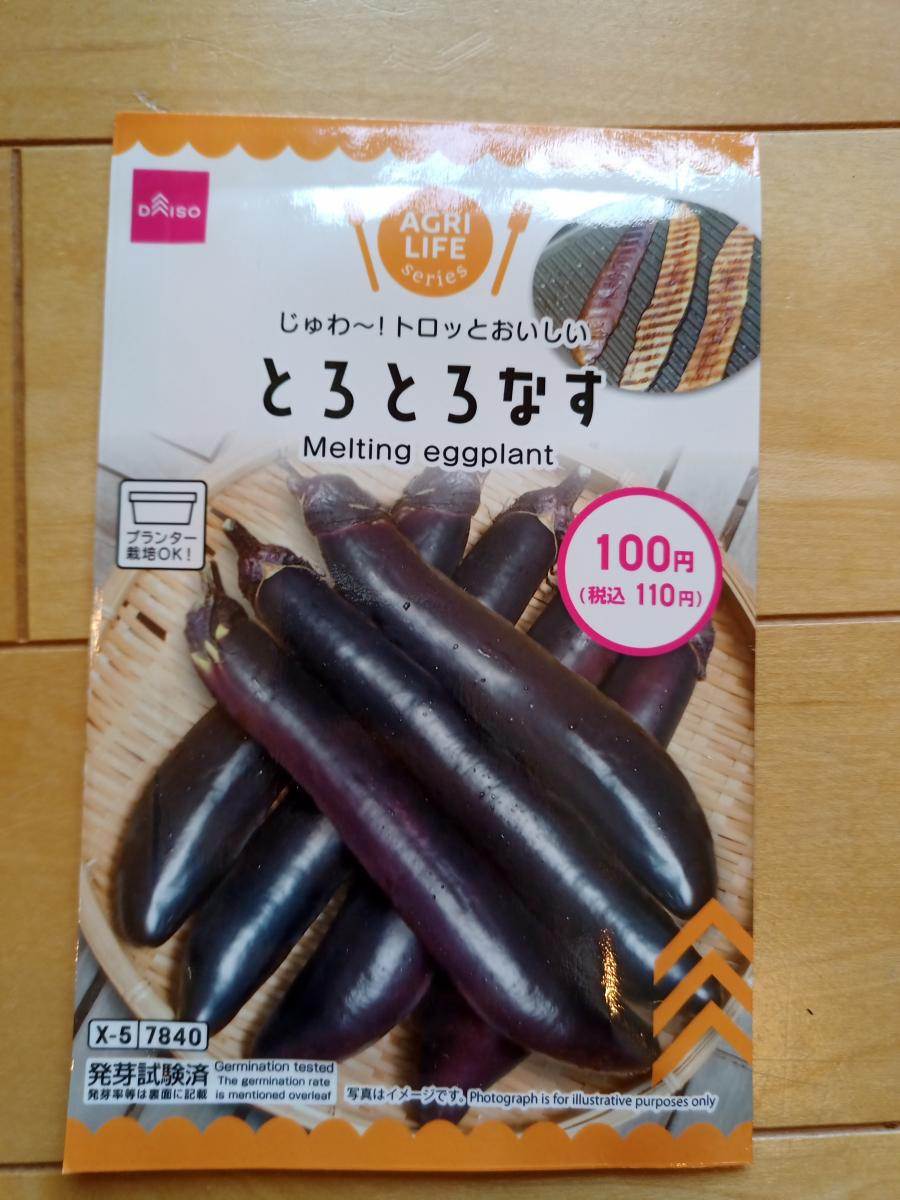 DAISO
AGRI
LIFE
series
じゅわ～！トロッとおいしい
とろとろなす
Melting eggplant
プランター
栽培OK!
100円
(税込 110円)
X-5 7840
発芽試験済
発芽率等は裏面に記載
Germination tested
The germination rate
is mentioned overleaf
写真はイメージです。Photograph is for illustrative purposes only